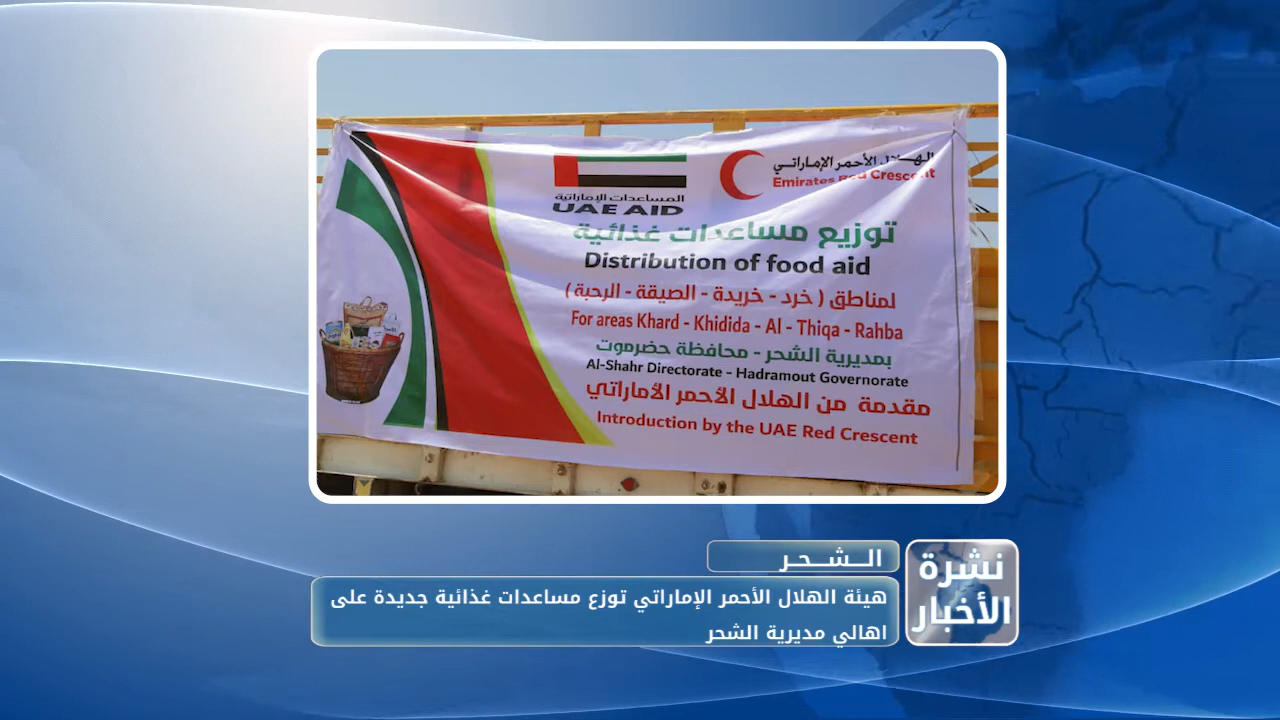 الهلال الأحمر الإماراتي
Emirates Red Crescent
المساعدات الإماراتية
UAE AID
توزيع مساعدات غذائية
Distribution of food aid
لمناطق ( خرد - خريدة - الصيقة - الرحبة )
For areas Khard - Khidida - Al - Thiqa - Rahba
بمديرية الشحر - محافظة حضرموت
Al-Shahr Directorate - Hadramout Governorate
مقدمة من الهلال الأحمر الأماراتي
Introduction by the UAE Red Crescent
نشرة
الأخبار
الــشــحــر
هيئة الهلال الأحمر الإماراتي توزع مساعدات غذائية جديدة على
اهالي مديرية الشحر